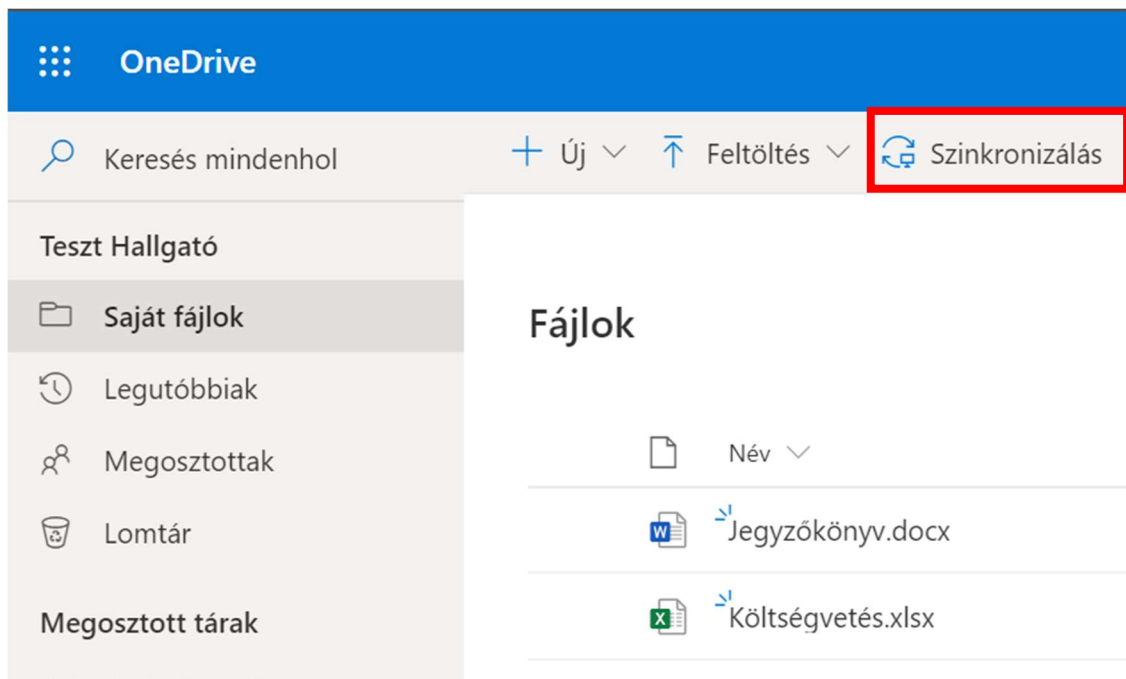 OneDrive
Keresés mindenhol
Új
Feltöltés
Szinkronizálás
Teszt Hallgató
Saját fájlok
Legutóbbiak
Megosztottak
Lomtár
Megosztott tárak
Fájlok
Név
Jegyzőkönyv.docx
Költségvetés.xlsx